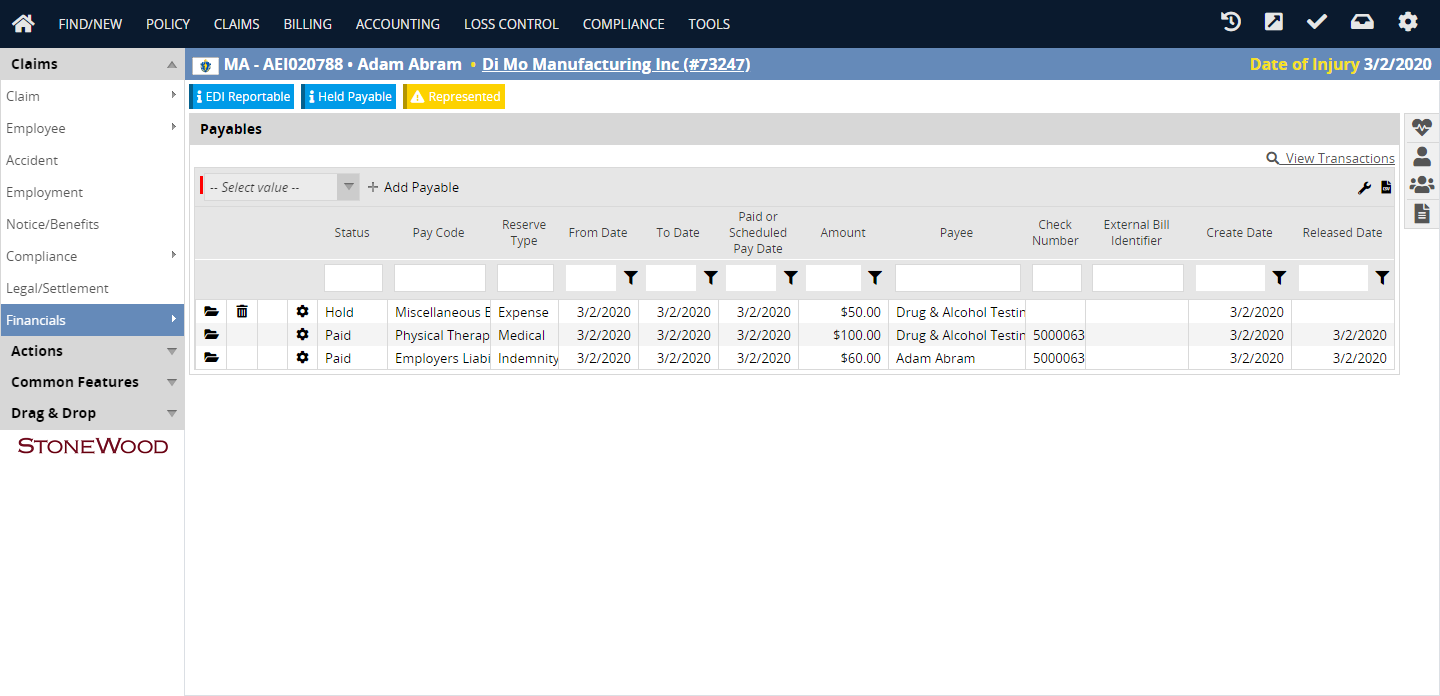 FIND/NEW POLICY CLAIMS BILLING ACCOUNTING LOSS CONTROL COMPLIANCE TOOLS
Claims
MA - AEI020788 • Adam Abram • Di Mo Manufacturing Inc (#73247) Date of Injury 3/2/2020
Claim
Employee
Accident
Employment
Notice/Benefits
Compliance
Legal/Settlement
Financials
Actions
Common Features
Drag & Drop
STONEWOOD
EDI Reportable Held Payable Represented
Payables
View Transactions
-- Select value -- Add Payable
Status Pay Code Reserve Type From Date To Date Paid or Scheduled Pay Date Amount Payee Check Number External Bill Identifier Create Date Released Date
Hold Miscellaneous E Expense 3/2/2020 3/2/2020 3/2/2020 $50.00 Drug & Alcohol Testin 3/2/2020
Paid Physical Therap Medical 3/2/2020 3/2/2020 3/2/2020 $100.00 Drug & Alcohol Testin 5000063 3/2/2020 3/2/2020
Paid Employers Liabi Indemnity 3/2/2020 3/2/2020 3/2/2020 $60.00 Adam Abram 5000063 3/2/2020 3/2/2020